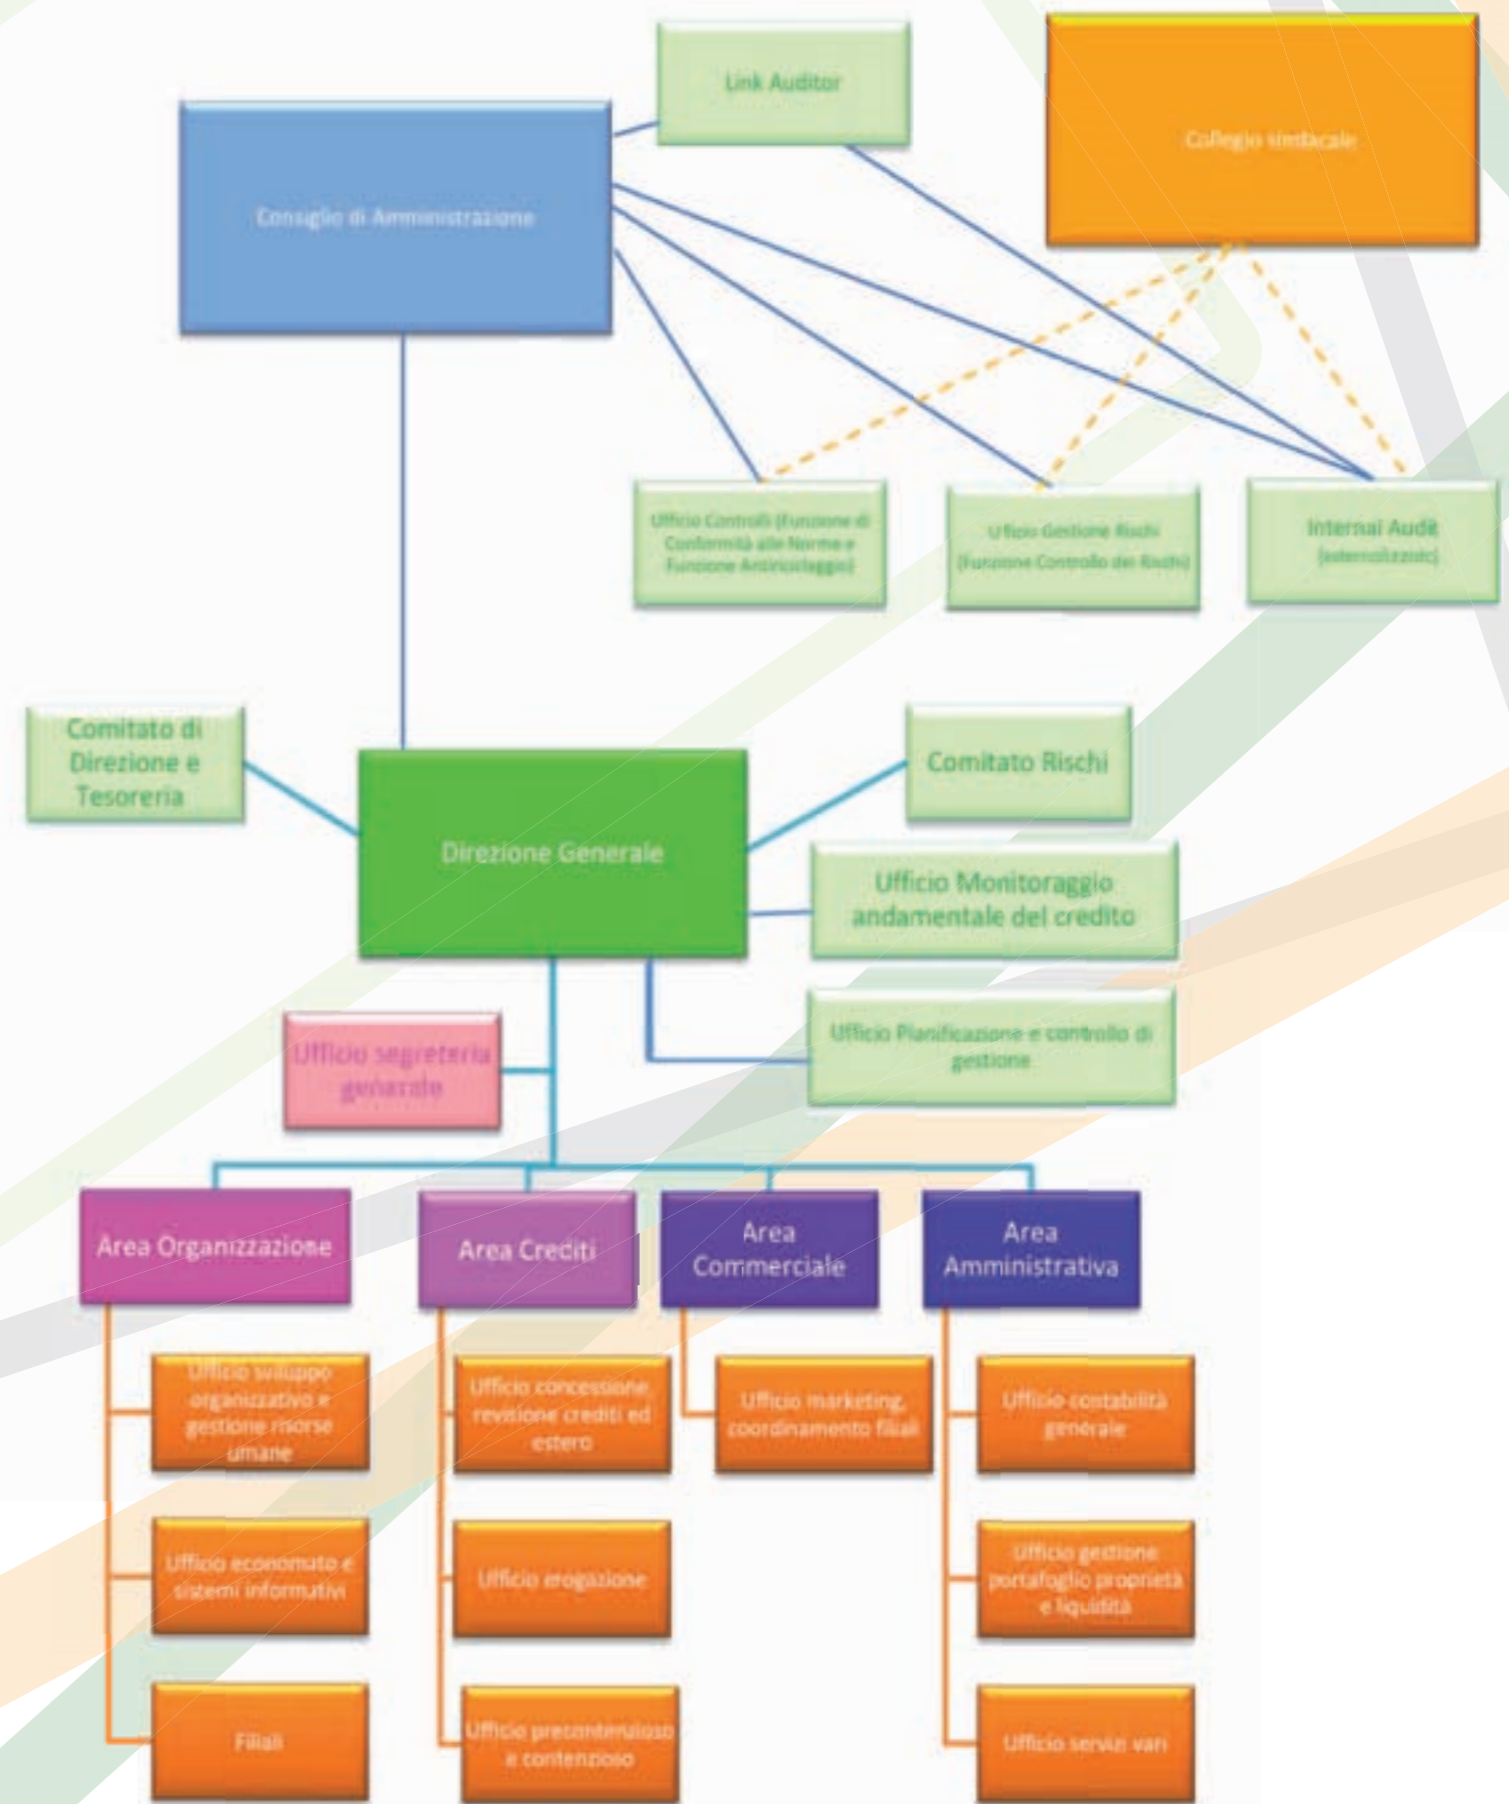 Link Auditor
Collegio sindacale
Consiglio di Amministrazione
Ufficio Controlli (Funzione di
Conformità alle Norme e
Funzione Antiriciclaggio)
Ufficio Gestione Rischi
(Funzione Controllo dei Rischi)
Internal Audit
(esternalizzato)
Comitato di
Direzione e
Tesoreria
Comitato Rischi
Direzione Generale
Ufficio Monitoraggio
andamentale del credito
Ufficio Pianificazione e controllo di
gestione
Ufficio segreteria
generale
Area Organizzazione
Area Crediti
Area
Commerciale
Area
Amministrativa
Ufficio sviluppo
organizzativo e
gestione risorse
umane
Ufficio concessione,
revisione crediti ed
estero
Ufficio marketing,
coordinamento filiali
Ufficio contabilità
generale
Ufficio economato e
sistemi informativi
Ufficio erogazione
Ufficio gestione
portafoglio proprietà
e liquidità
Filiali
Ufficio precontenzioso
e contenzioso
Ufficio servizi vari